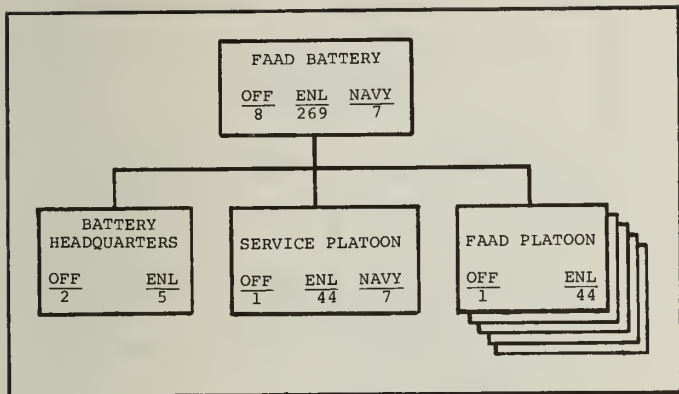 FAAD BATTERY
OFF ENL NAVY
8 269 7
BATTERY
HEADQUARTERS
OFF ENL
2 5
SERVICE PLATOON
OFF ENL NAVY
1 44 7
FAAD PLATOON
OFF ENL
1 44